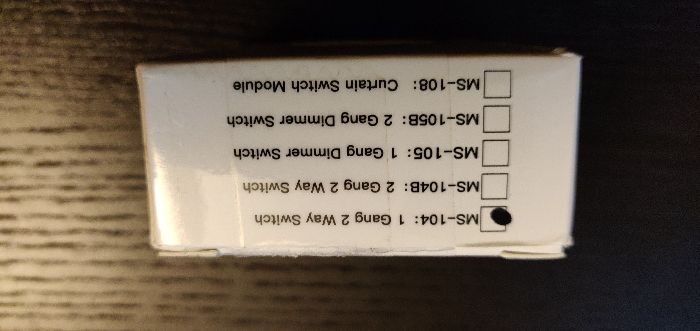 MS-104: 1 Gang 2 Way Switch
MS-104B: 2 Gang 2 Way Switch
MS-105: 1 Gang Dimmer Switch
MS-105B: 2 Gang Dimmer Switch
MS-108: Curtain Switch Module